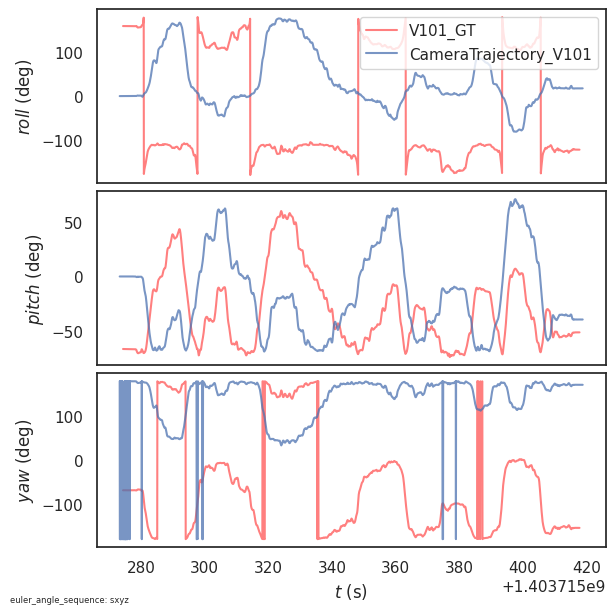 V101_GT
CameraTrajectory_V101
roll (deg)
100
0
−100
pitch (deg)
50
0
−50
yaw (deg)
100
0
−100
280 300 320 340 360 380 400 420
+1.403715e9
t (s)
euler_angle_sequence: sxyz